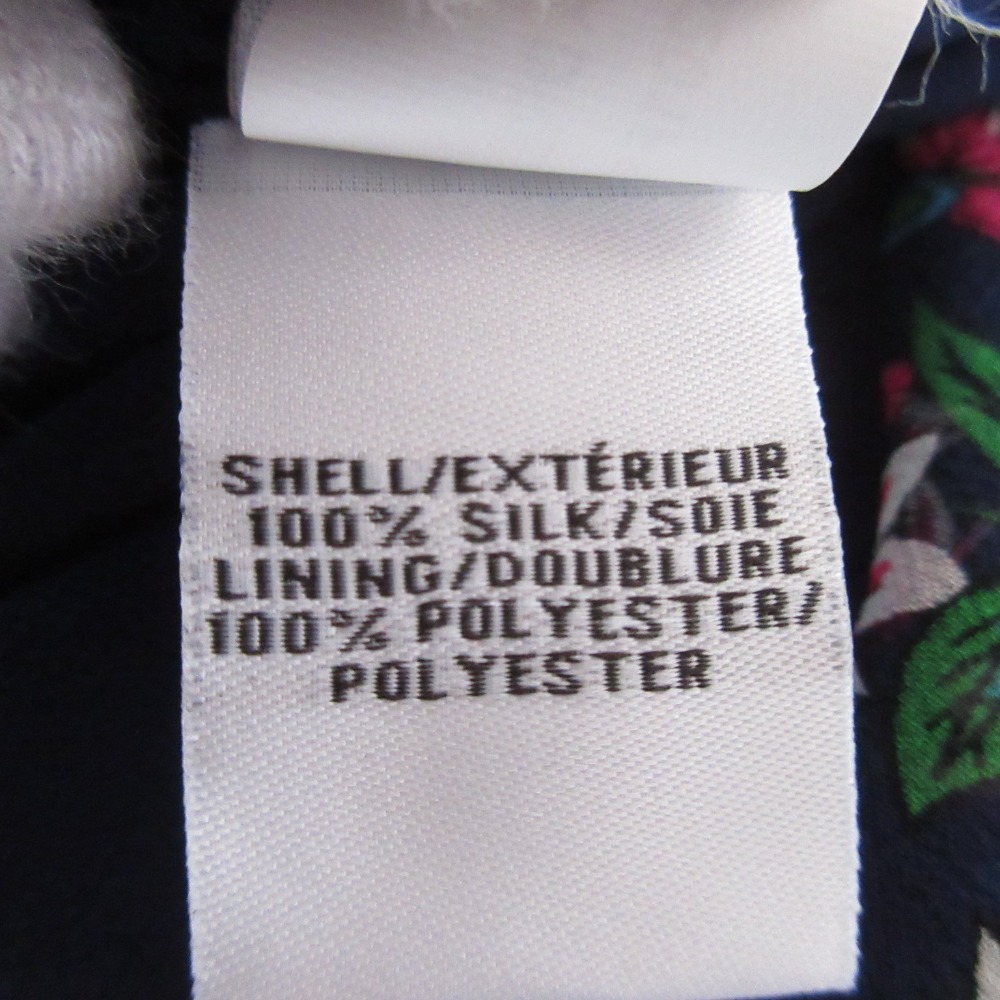 SHELL/EXTÉRIEUR
100% SILK/SOIE
LINING/DOUBLURE
100% POLYESTER/
POLYESTER